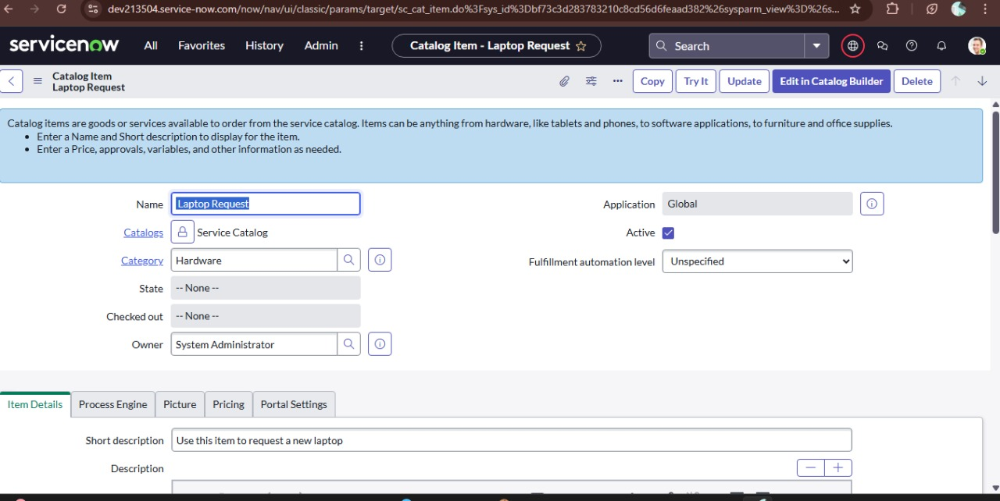 dev213504.service-now.com/now/nav/ui/classic/params/target/sc_cat_item.do%3Fsys_id%3Dbf73c3d283783210c8cd56d6feaad382%26sysparm_view%3D%26s...
servicenow All Favorites History Admin Catalog Item - Laptop Request Search
Catalog Item
Laptop Request
Copy Try It Update Edit in Catalog Builder Delete
Catalog items are goods or services available to order from the service catalog. Items can be anything from hardware, like tablets and phones, to software applications, to furniture and office supplies.
• Enter a Name and Short description to display for the item.
• Enter a Price, approvals, variables, and other information as needed.
Name Laptop Request Application Global
Catalogs Service Catalog Active
Category Hardware Fulfillment automation level Unspecified
State -- None --
Checked out -- None --
Owner System Administrator
Item Details Process Engine Picture Pricing Portal Settings
Short description Use this item to request a new laptop
Description